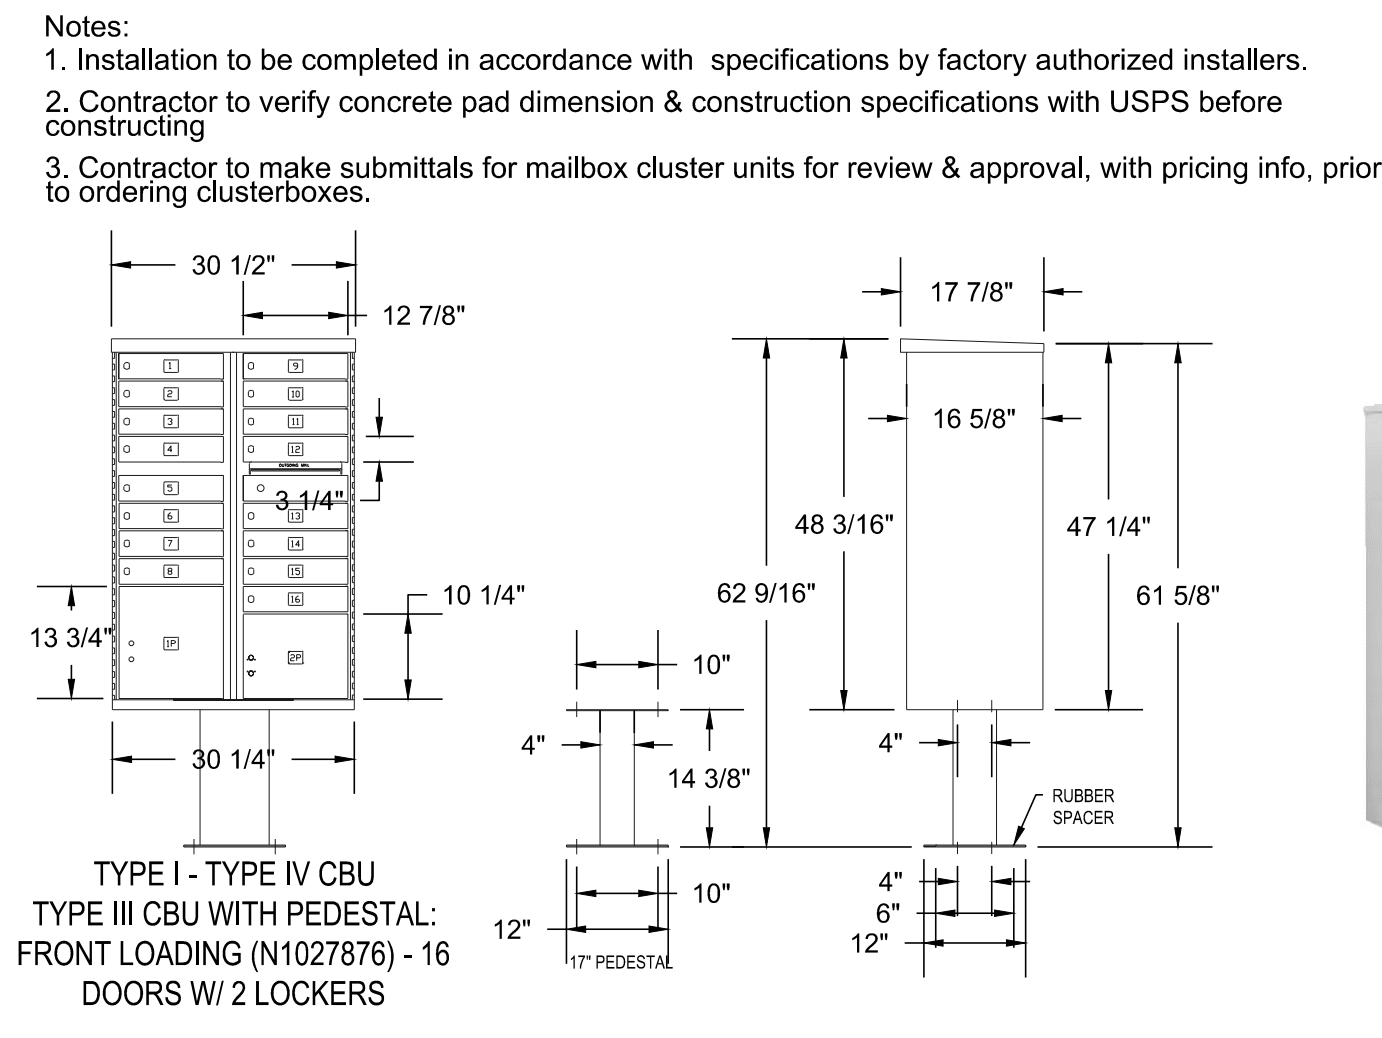 Notes:
1. Installation to be completed in accordance with  specifications by factory authorized installers.
2. Contractor to verify concrete pad dimension & construction specifications with USPS before
constructing
3. Contractor to make submittals for mailbox cluster units for review & approval, with pricing info, prior
to ordering clusterboxes.
30 1/2"
12 7/8"
1
2
3
4
5
6
7
8
1P
9
10
11
12
OUTGOING MAIL
3 1/4"
13
14
15
16
2P
13 3/4"
10 1/4"
30 1/4"
TYPE I - TYPE IV CBU
TYPE III CBU WITH PEDESTAL:
FRONT LOADING (N1027876) - 16
DOORS W/ 2 LOCKERS
10"
4"
14 3/8"
10"
12"
17" PEDESTAL
17 7/8"
16 5/8"
48 3/16"
47 1/4"
62 9/16"
61 5/8"
4"
RUBBER
SPACER
4"
6"
12"